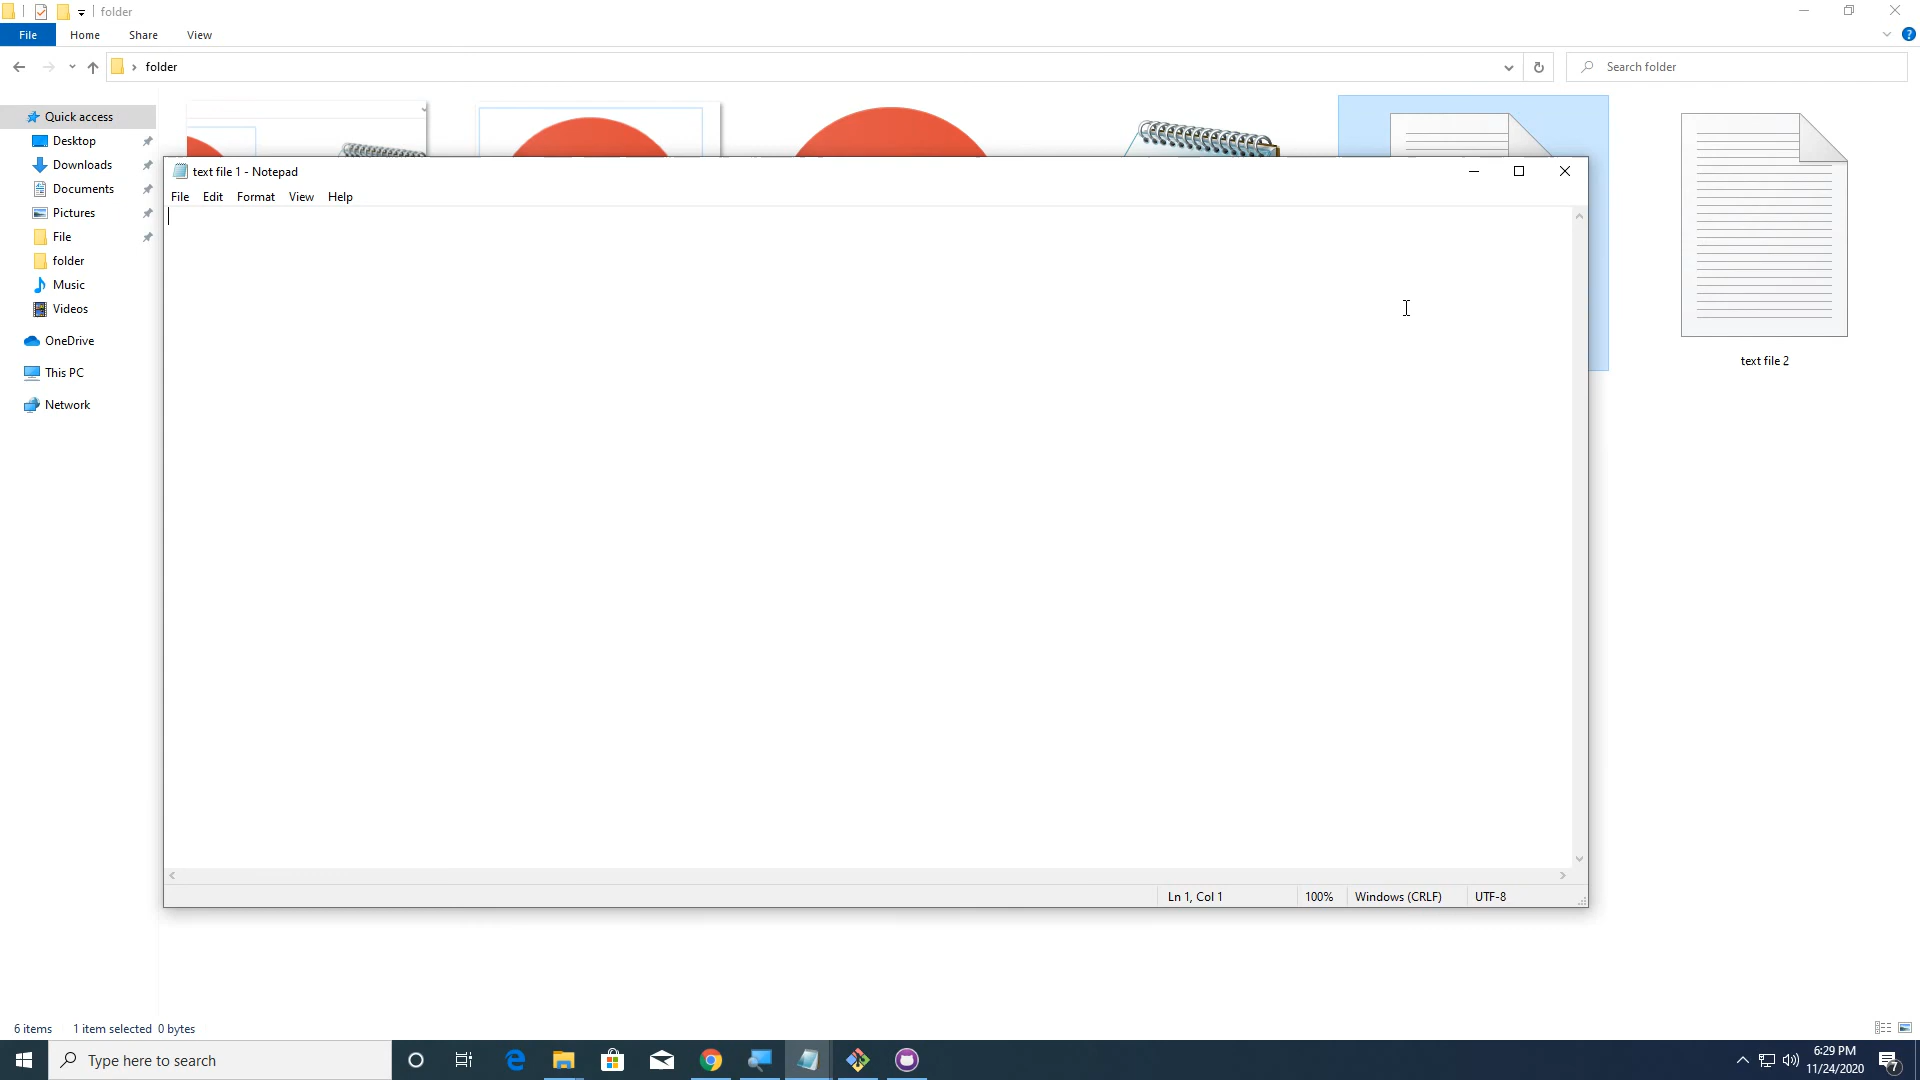 folder
File Home Share View
folder
Search folder
Quick access
Desktop
Downloads
Documents
Pictures
File
folder
Music
Videos
OneDrive
This PC
Network
text file 1 - Notepad
File Edit Format View Help
text file 2
Ln 1, Col 1 100% Windows (CRLF) UTF-8
6 items 1 item selected 0 bytes
Type here to search
6:29 PM
11/24/2020
7